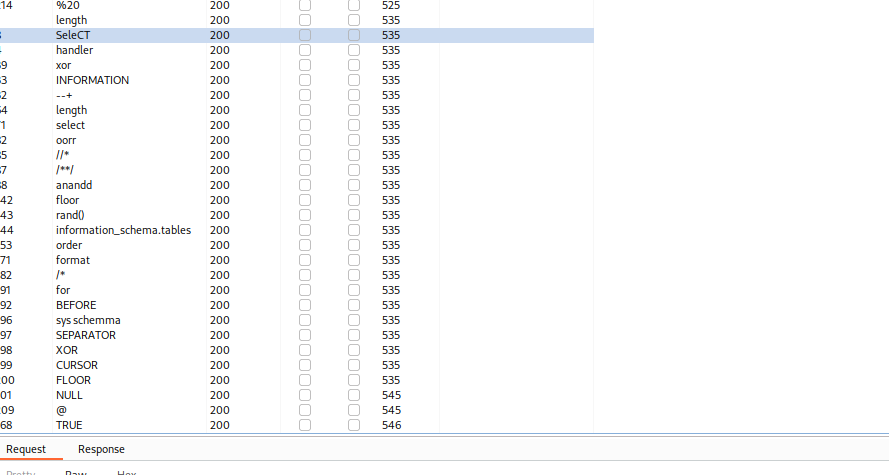 14 %20 200 525
length 200 535
SeleCT 200 535
handler 200 535
9 xor 200 535
3 INFORMATION 200 535
2 --+ 200 535
4 length 200 535
1 select 200 535
2 oorr 200 535
5 //* 200 535
7 /**/ 200 535
8 anandd 200 535
42 floor 200 535
43 rand() 200 535
44 information_schema.tables 200 535
53 order 200 535
71 format 200 535
82 /* 200 535
91 for 200 535
92 BEFORE 200 535
96 sys schemma 200 535
97 SEPARATOR 200 535
98 XOR 200 535
99 CURSOR 200 535
00 FLOOR 200 535
01 NULL 200 545
09 @ 200 545
68 TRUE 200 546
Request Response
Pretty Raw Hex